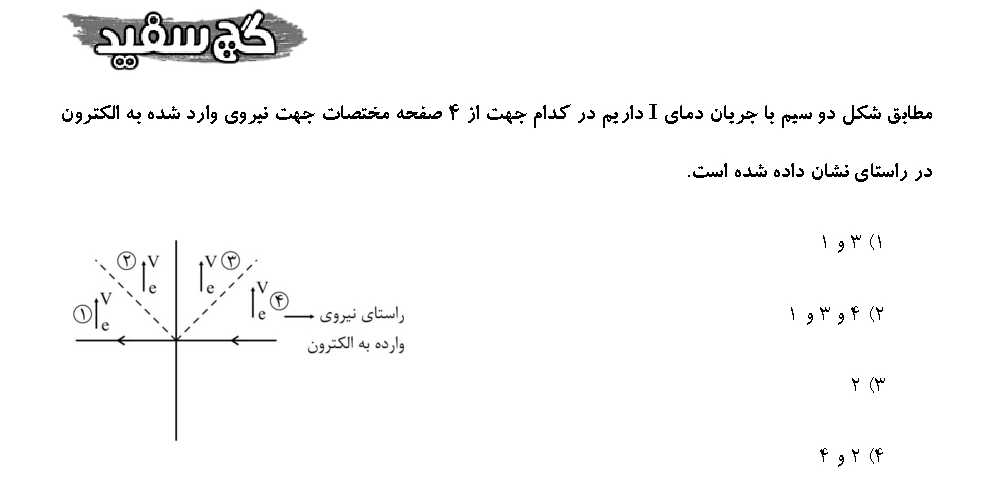 گچ سفید
مطابق شکل دو سیم با جریان دمای I داریم در کدام جهت از ۴ صفحه مختصات جهت نیروی وارد شده به الکترون
در راستای نشان داده شده است.
۱) ۳ و ۱
۲) ۴ و ۳ و ۱
۳) ۲
۴) ۲ و ۴
② V e
V ③ e
① V e
V ④ e
راستای نیروی
وارده به الکترون